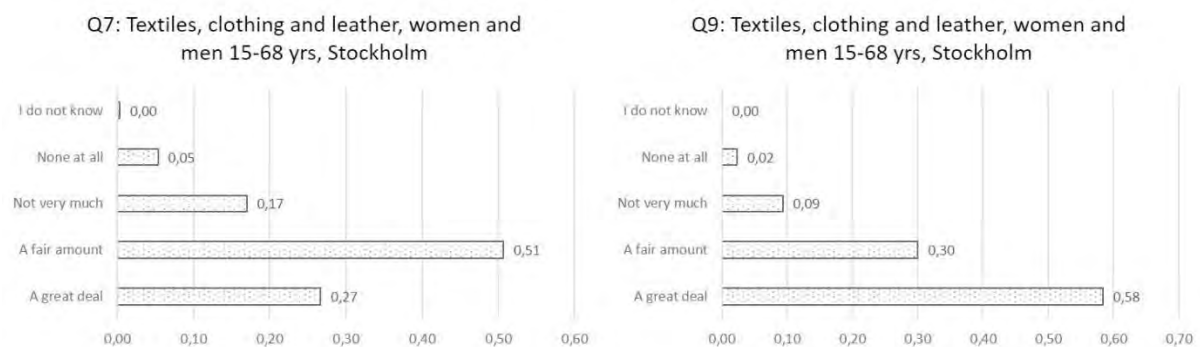 Q7: Textiles, clothing and leather, women and
men 15-68 yrs, Stockholm
I do not know
0,00
None at all
0,05
Not very much
0,17
A fair amount
0,51
A great deal
0,27
0,00 0,10 0,20 0,30 0,40 0,50 0,60
Q9: Textiles, clothing and leather, women and
men 15-68 yrs, Stockholm
I do not know
0,00
None at all
0,02
Not very much
0,09
A fair amount
0,30
A great deal
0,58
0,00 0,10 0,20 0,30 0,40 0,50 0,60 0,70